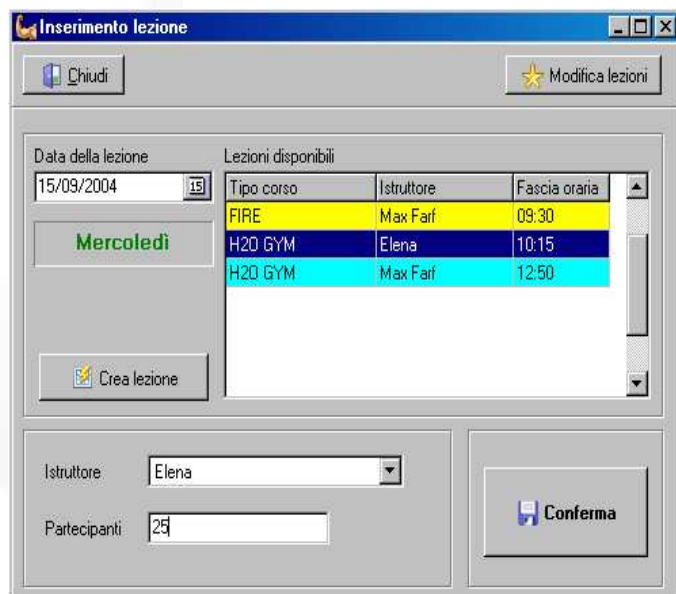 Inserimento lezione
Chiudi
Modifica lezioni
Data della lezione
Lezioni disponibili
15/09/2004
15
Tipo corso Istruttore Fascia oraria
FIRE Max Farf 09:30
Mercoledì
H2O GYM Elena 10:15
H2O GYM Max Farf 12:50
Crea lezione
Istruttore Elena
Partecipanti 25
Conferma